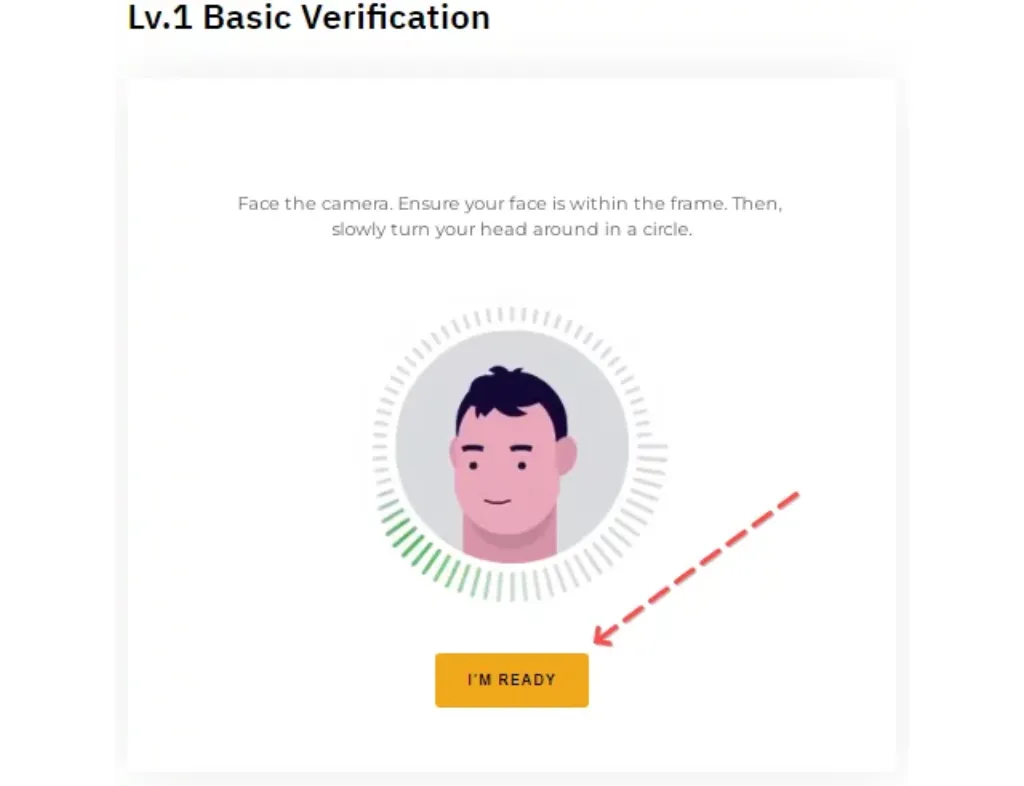 Lv.1 Basic Verification
Face the camera. Ensure your face is within the frame. Then,
slowly turn your head around in a circle.
I'M READY